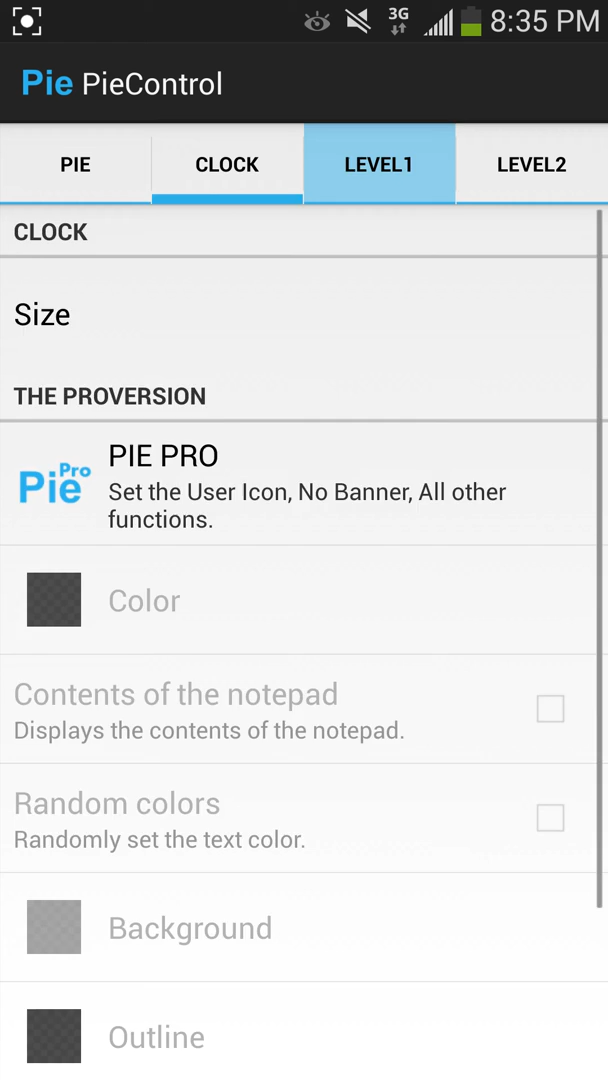 3G 8:35 PM
Pie PieControl
PIE CLOCK LEVEL1 LEVEL2
CLOCK
Size
THE PROVERSION
Pie Pro
PIE PRO
Set the User Icon, No Banner, All other
functions.
Color
Contents of the notepad
Displays the contents of the notepad.
Random colors
Randomly set the text color.
Background
Outline